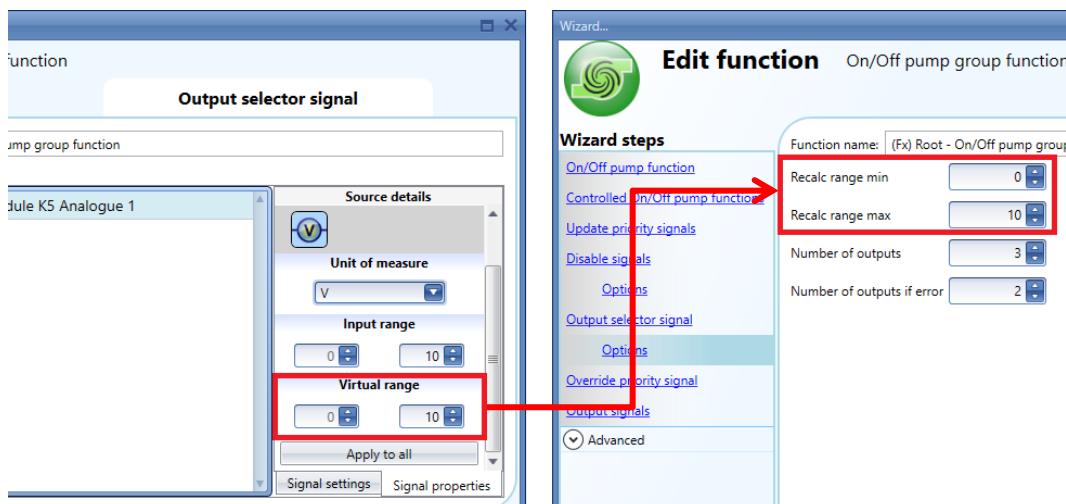 function
Output selector signal
ump group function
dule K5 Analogue 1
Source details
V
Unit of measure
V
Input range
0 10
Virtual range
0 10
Apply to all
Signal settings Signal properties
Wizard...
Edit function On/Off pump group function
Wizard steps
On/Off pump function
Controlled On/Off pump functions
Update priority signals
Disable signals
Options
Output selector signal
Options
Override priority signal
Output signals
Advanced
Function name: (Fx) Root - On/Off pump group
Recalc range min 0
Recalc range max 10
Number of outputs 3
Number of outputs if error 2